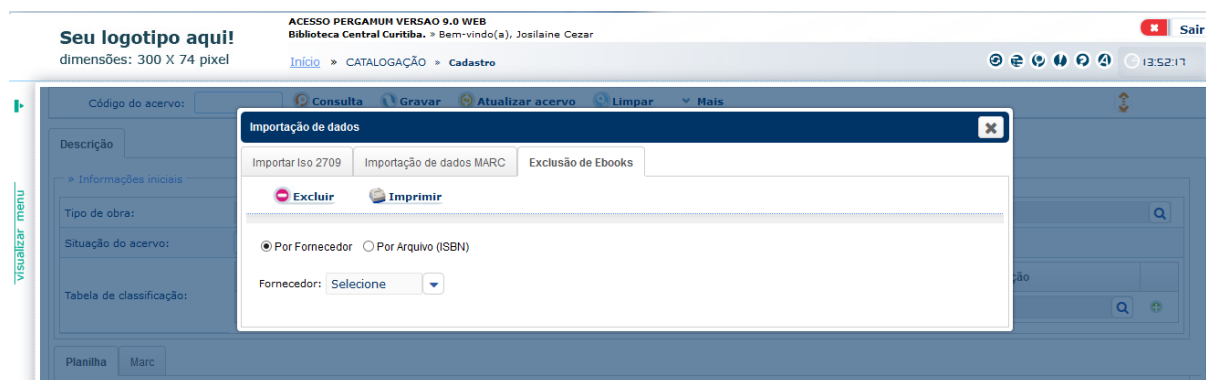 ACESSO PERGAMUM VERSAO 9.0 WEB
Biblioteca Central Curitiba. » Bem-vindo(a), Josilaine Cezar
Sair
Seu logotipo aqui!
dimensões: 300 X 74 pixel
Início » CATALOGAÇÃO » Cadastro
13:52:17
Código do acervo:
Consulta Gravar Atualizar acervo Limpar Mais
Importação de dados
Descrição
Importar Iso 2709 Importação de dados MARC Exclusão de Ebooks
» Informações iniciais
Excluir Imprimir
Tipo de obra:
Situação do acervo:
Por Fornecedor Por Arquivo (ISBN)
visualizar menu
ção
Fornecedor: Selecione
Tabela de classificação:
Planilha Marc